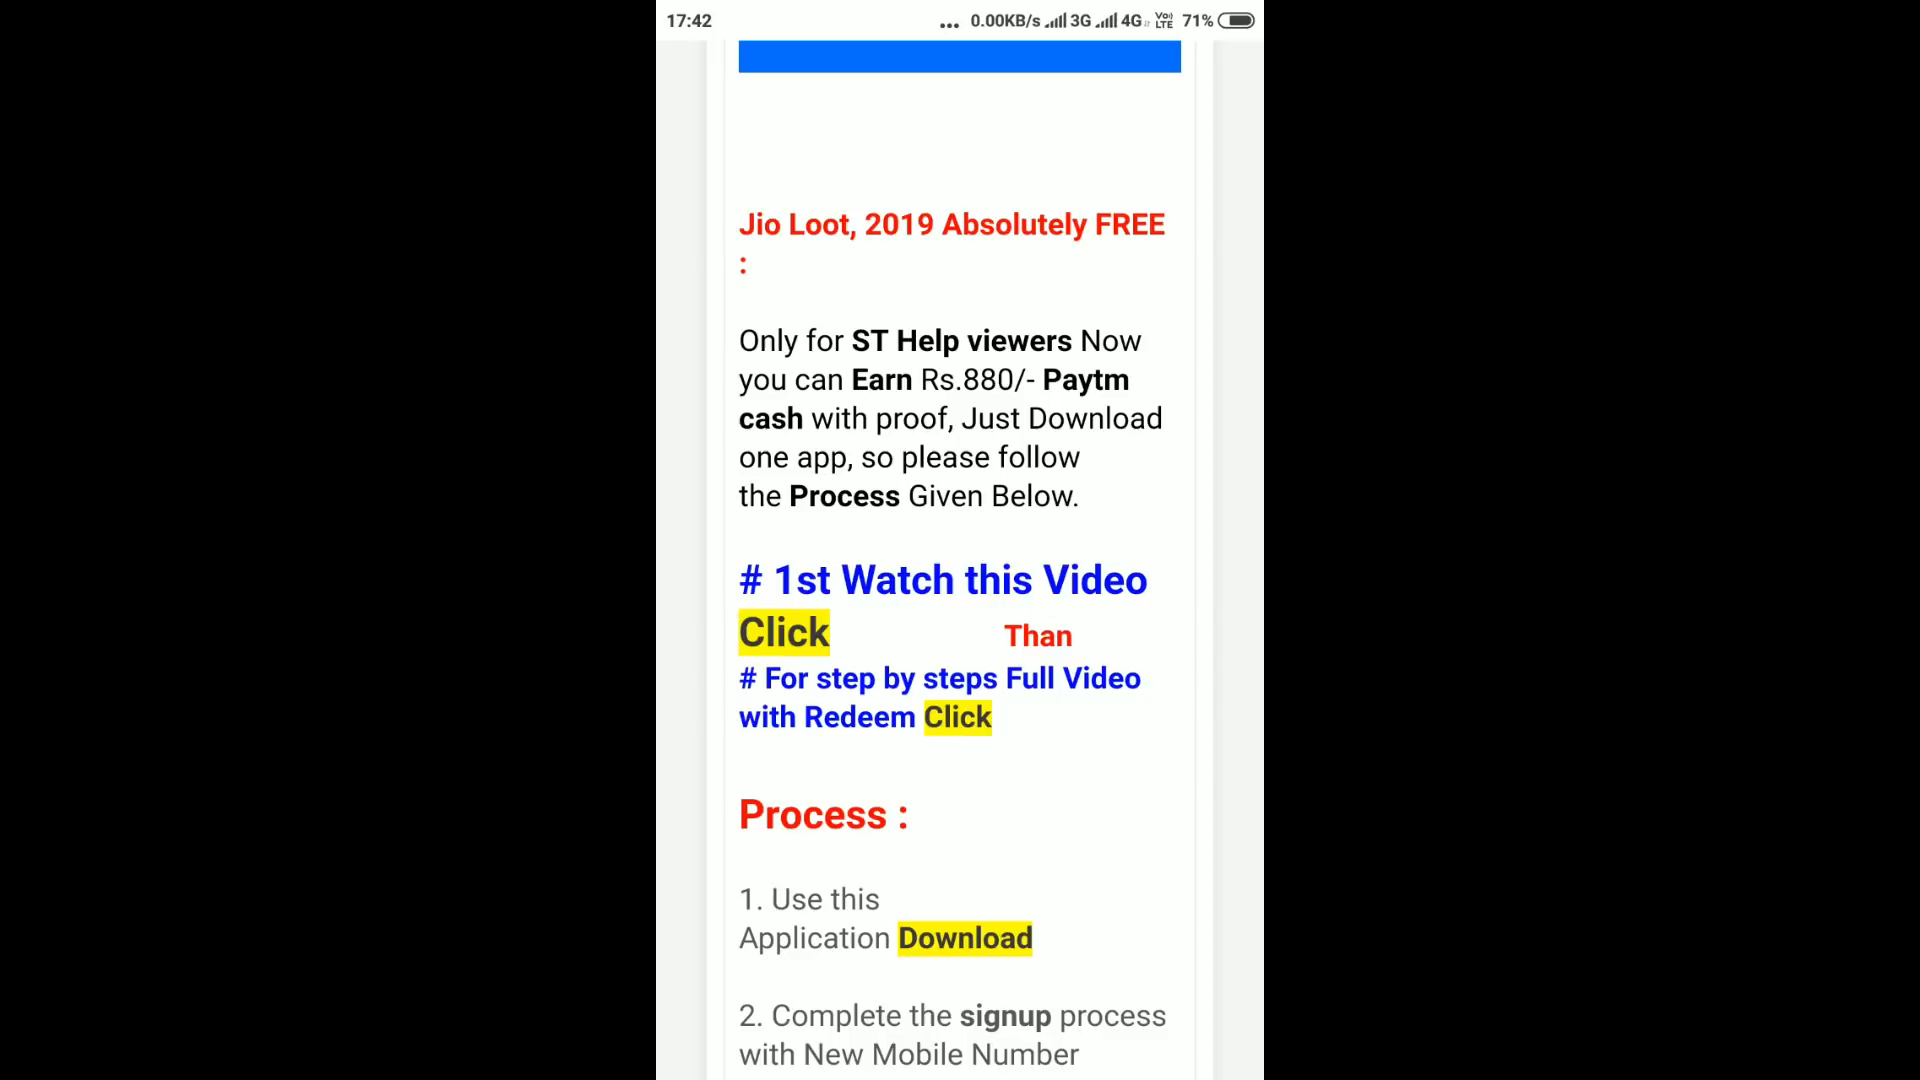 17:42 ... 0.00KB/s 3G 4G Vo) LTE 71%
Jio Loot, 2019 Absolutely FREE
:
Only for ST Help viewers Now
you can Earn Rs.880/- Paytm
cash with proof, Just Download
one app, so please follow
the Process Given Below.
# 1st Watch this Video
Click Than
# For step by steps Full Video
with Redeem Click
Process :
1. Use this
Application Download
2. Complete the signup process
with New Mobile Number